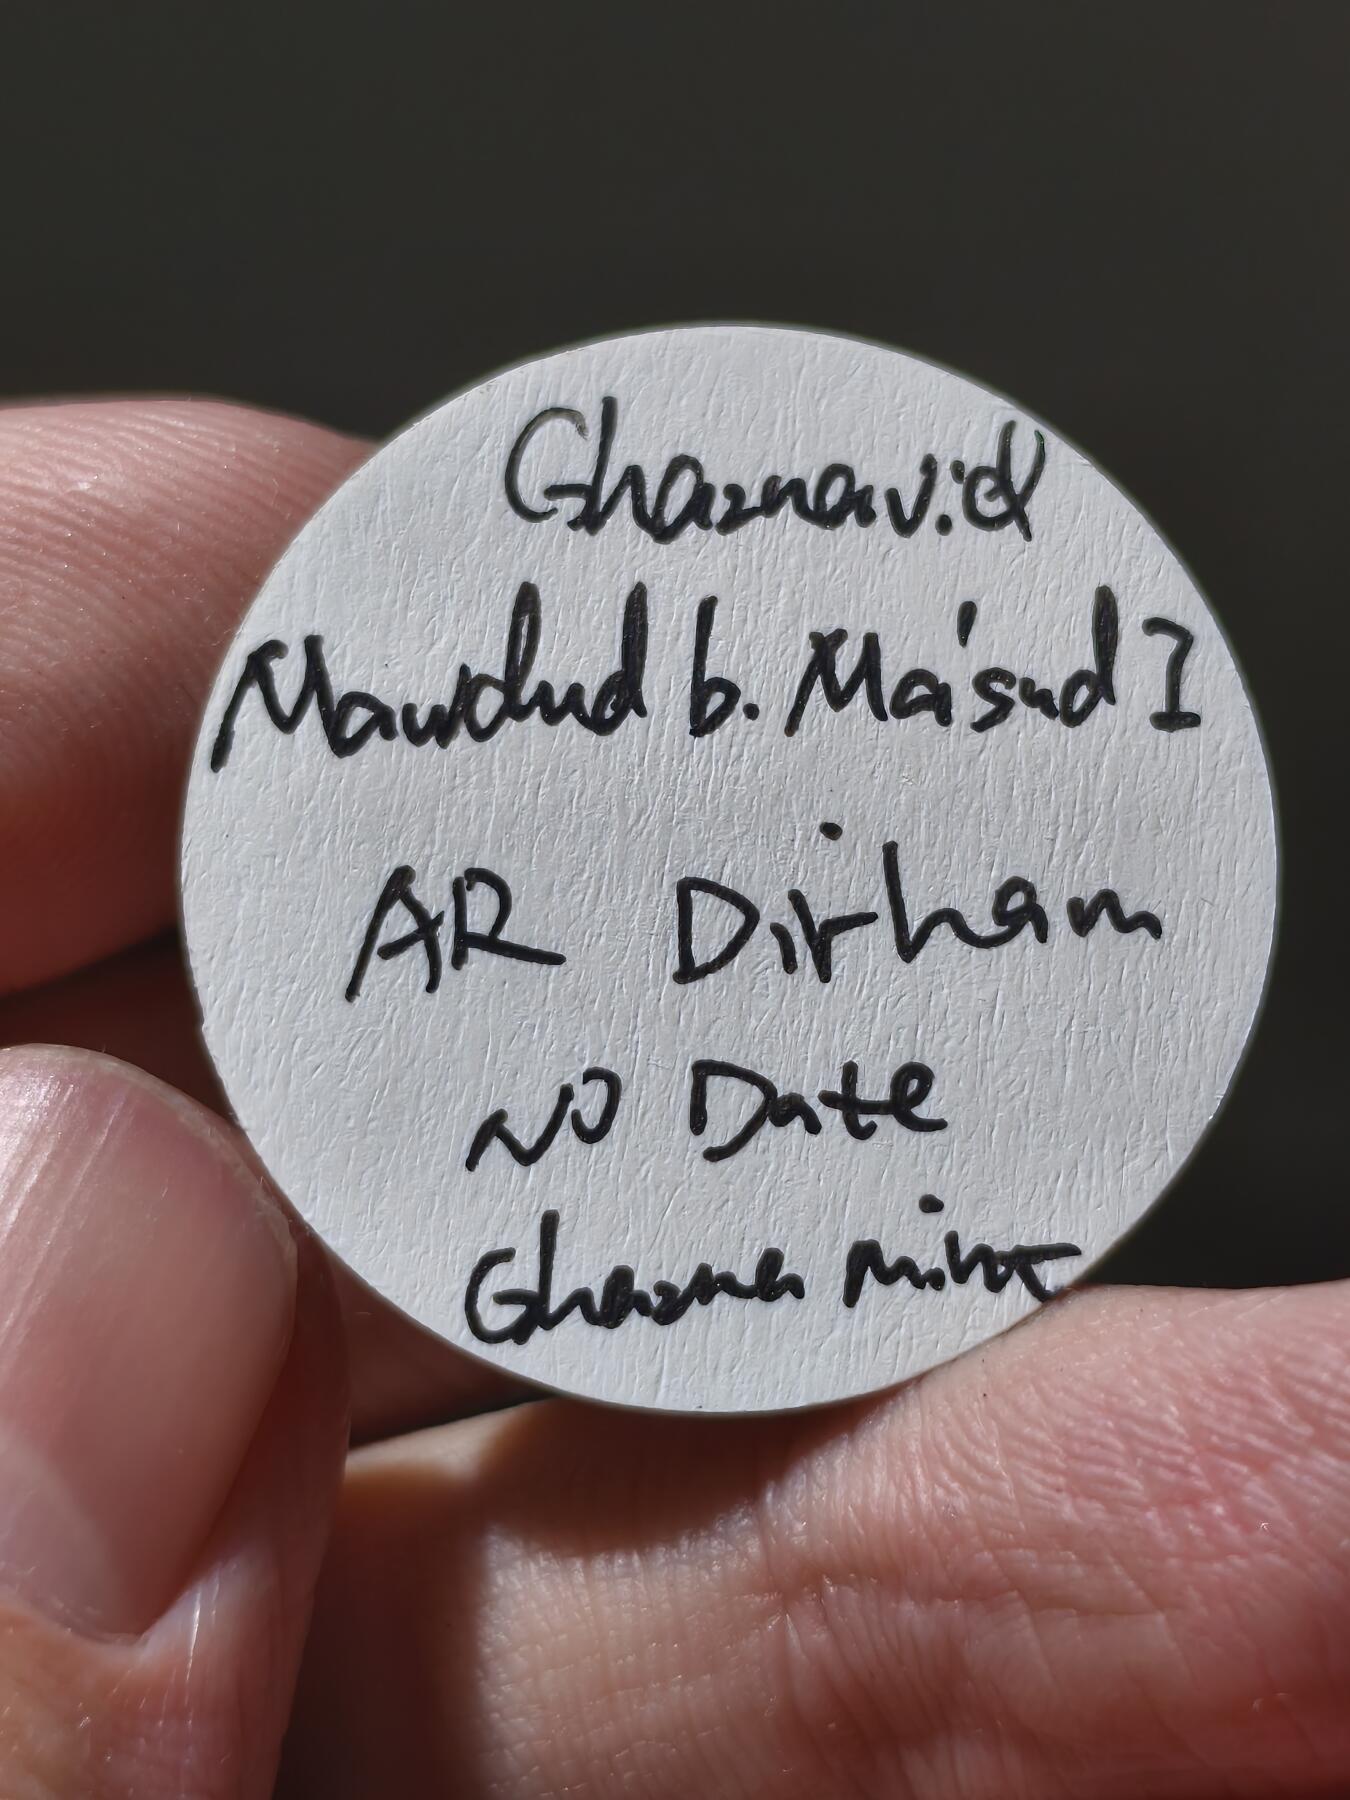 Ghaznavid
Mawdud b. Ma'sud I
AR Dirham
NO Date
Ghazna Mint